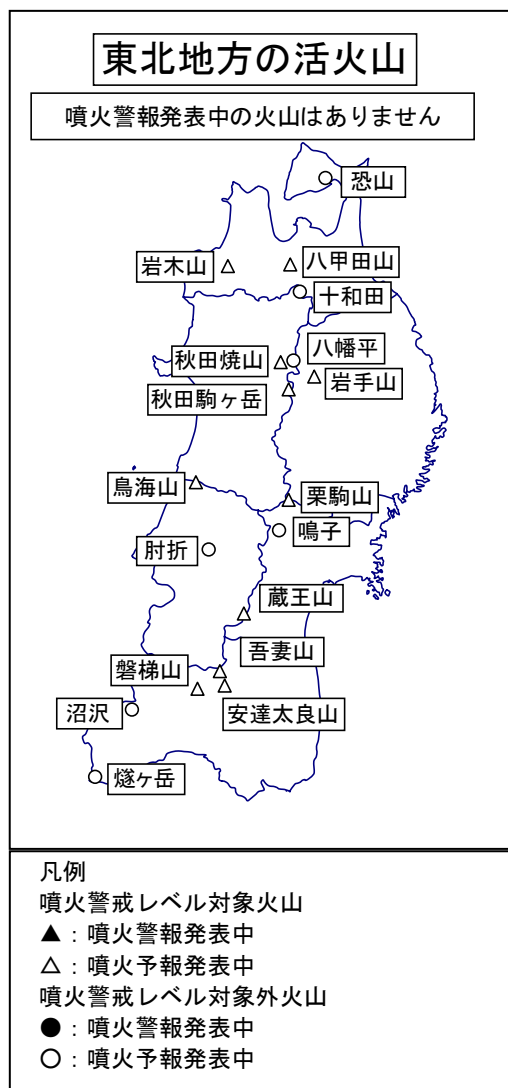 東北地方の活火山
噴火警報発表中の火山はありません
恐山
岩木山
八甲田山
十和田
八幡平
秋田焼山
岩手山
秋田駒ヶ岳
鳥海山
栗駒山
鳴子
肘折
蔵王山
吾妻山
磐梯山
沼沢
安達太良山
燧ヶ岳
凡例
噴火警戒レベル対象火山
▲：噴火警報発表中
△：噴火予報発表中
噴火警戒レベル対象外火山
●：噴火警報発表中
○：噴火予報発表中